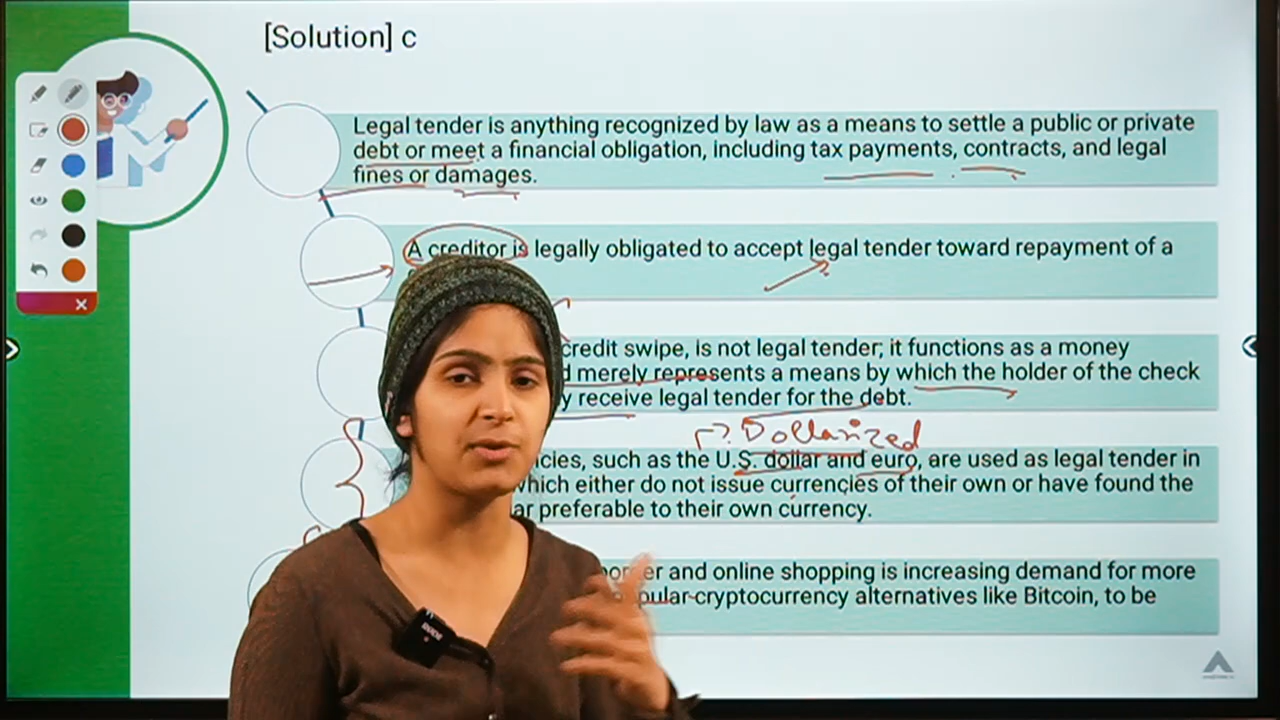 [Solution] c
Legal tender is anything recognized by law as a means to settle a public or private
debt or meet a financial obligation, including tax payments, contracts, and legal
fines or damages.
A creditor is legally obligated to accept legal tender toward repayment of a
credit swipe, is not legal tender; it functions as a money
merely represents a means by which the holder of the check
receive legal tender for the debt.
Dollarized
cies, such as the U.S. dollar and euro, are used as legal tender in
which either do not issue currencies of their own or have found the
ar preferable to their own currency.
and online shopping is increasing demand for more
cryptocurrency alternatives like Bitcoin, to be
RODE